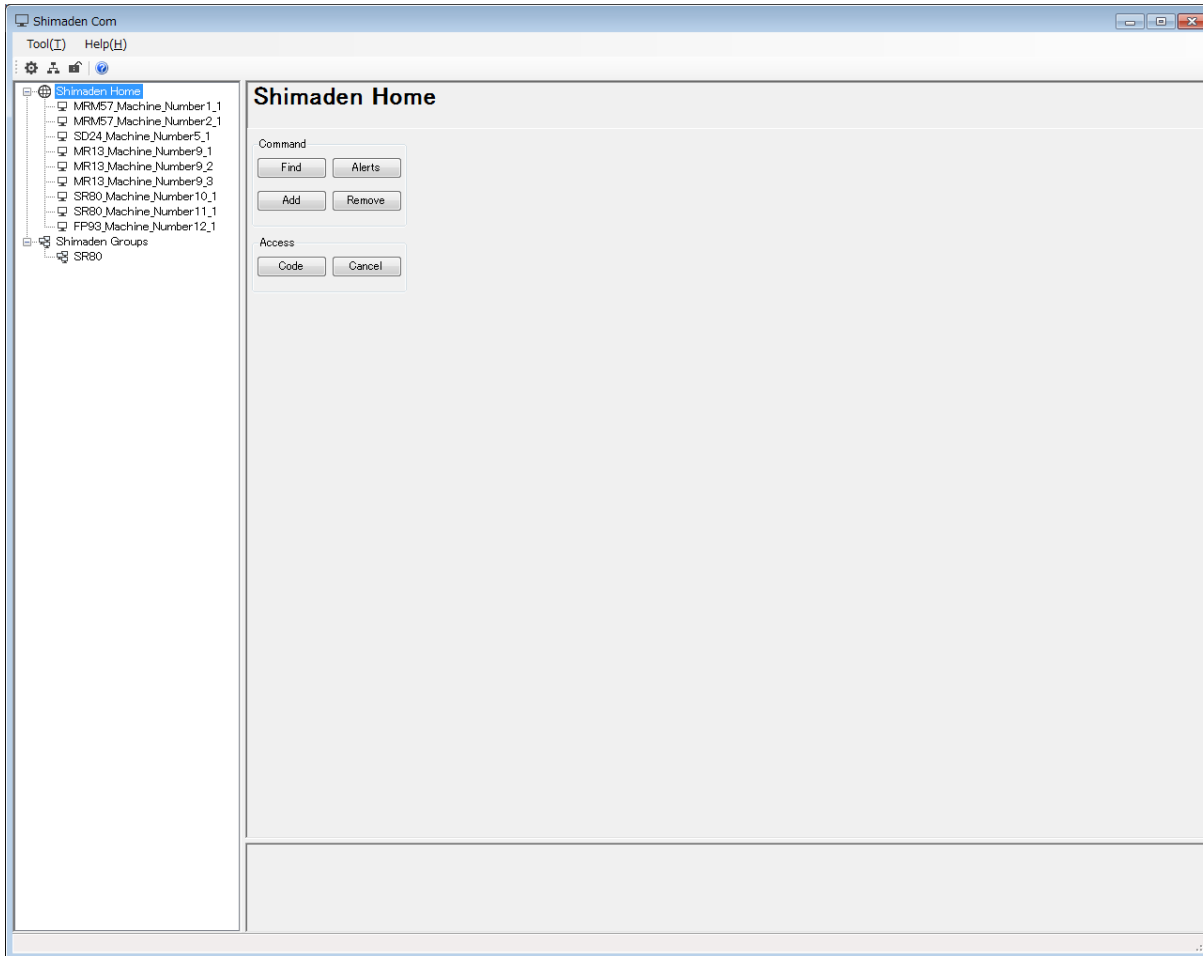 Shimaden Com
Tool(T) Help(H)
Shimaden Home
MRM57_Machine_Number1_1
MRM57_Machine_Number2_1
SD24_Machine_Number5_1
MR13_Machine_Number9_1
MR13_Machine_Number9_2
MR13_Machine_Number9_3
SR80_Machine_Number10_1
SR80_Machine_Number11_1
FP93_Machine_Number12_1
Shimaden Groups
SR80
Shimaden Home
Command
Find Alerts
Add Remove
Access
Code Cancel